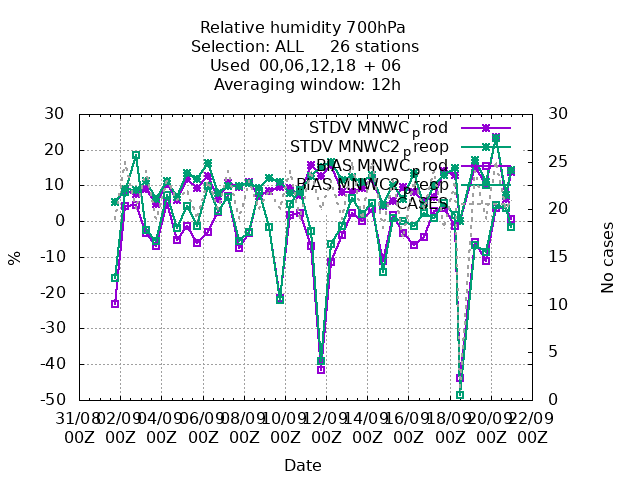 Relative humidity 700hPa
Selection: ALL 26 stations
Used 00,06,12,18 + 06
Averaging window: 12h
STDV MNWC_prod
STDV MNWC2_preop
BIAS MNWC_prod
BIAS MNWC2_preop
CASES
30
20
10
0
-10
-20
-30
-40
-50
%
30
25
20
15
10
5
0
No cases
31/08 02/09 04/09 06/09 08/09 10/09 12/09 14/09 16/09 18/09 20/09 22/09
00Z 00Z 00Z 00Z 00Z 00Z 00Z 00Z 00Z 00Z 00Z 00Z
Date